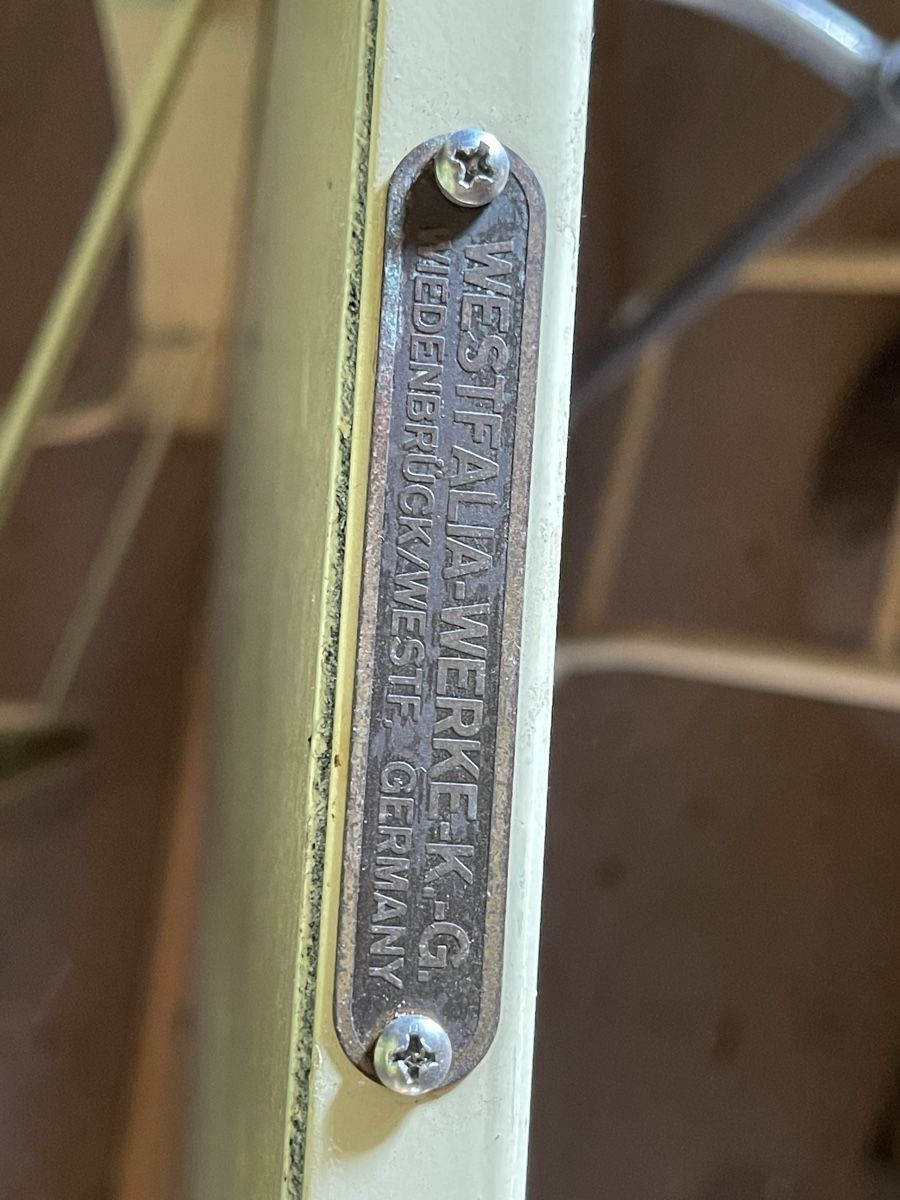 WESTFALIA-WERKE-K.-G.
WIEDENBRÜCK/WESTF. GERMANY